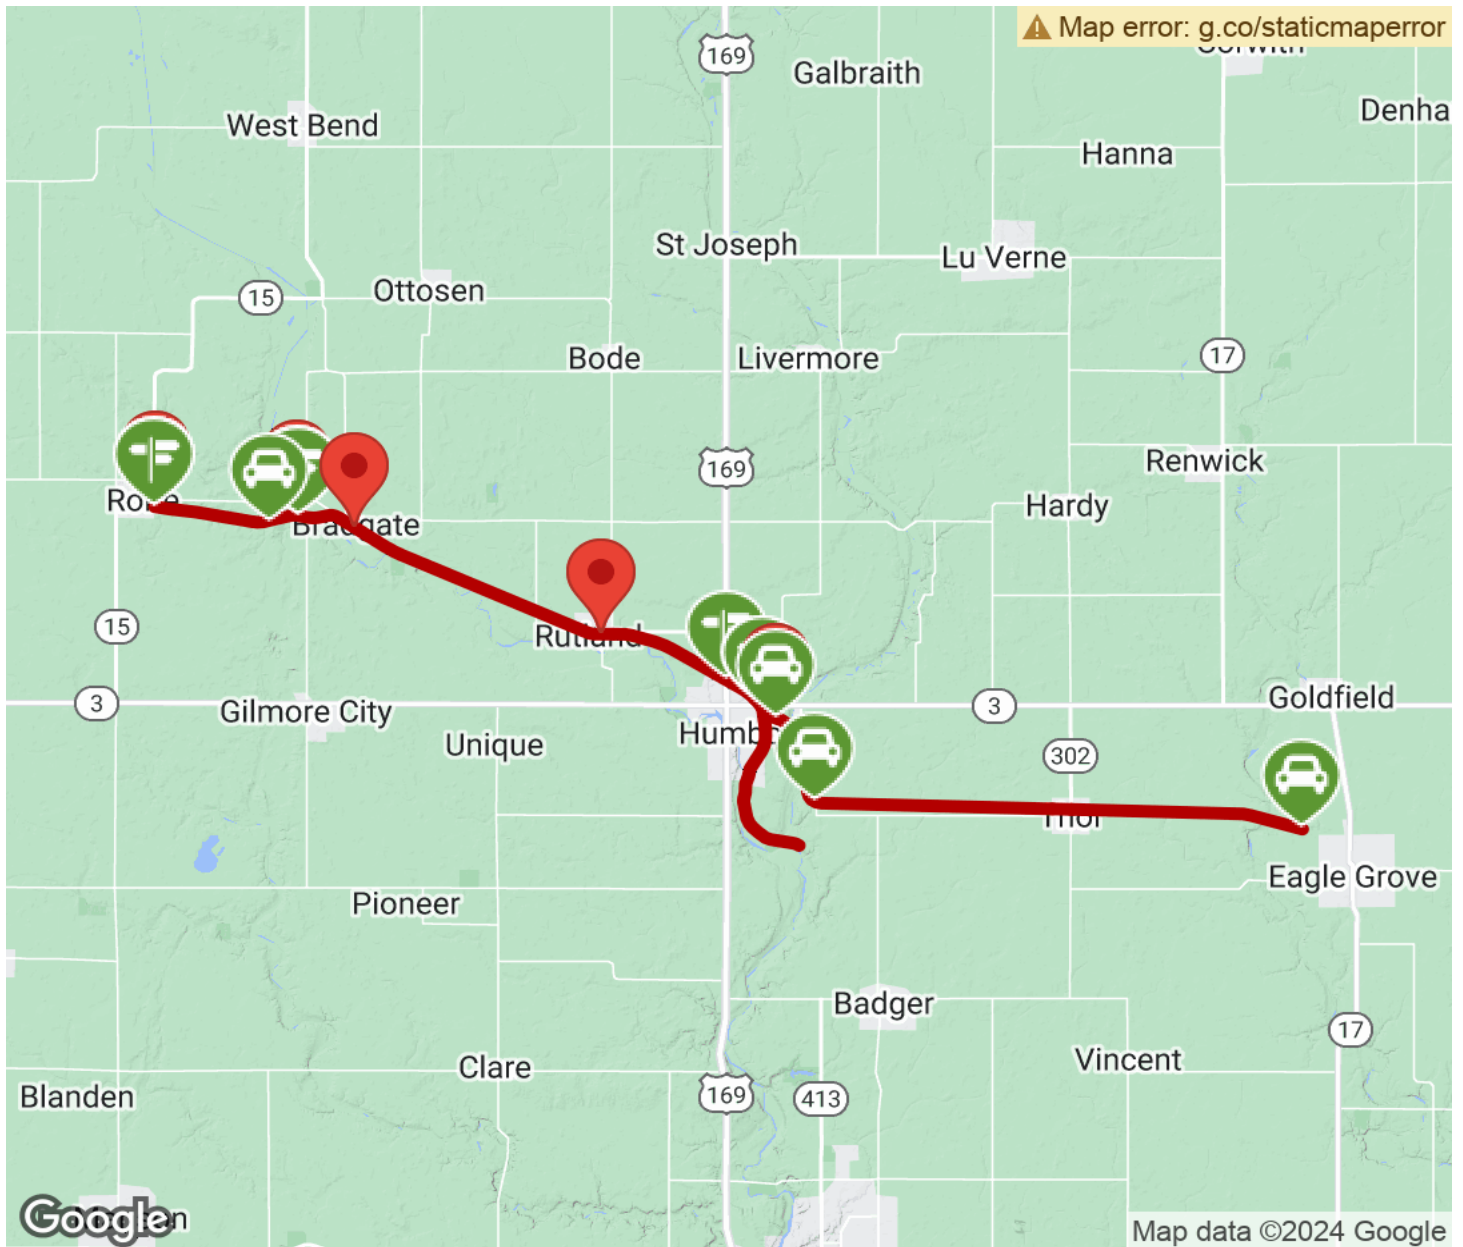 Map error: g.co/staticmaperror
169
Galbraith
Denha
West Bend
Hanna
St Joseph
Lu Verne
15
Ottosen
17
Bode
Livermore
169
Renwick
Hardy
Bradgate
15
Rutland
3
Gilmore City
3
Goldfield
Unique
302
Eagle Grove
Pioneer
Badger
17
Vincent
Clare
169
413
Blanden
Google
Map data ©2024 Google